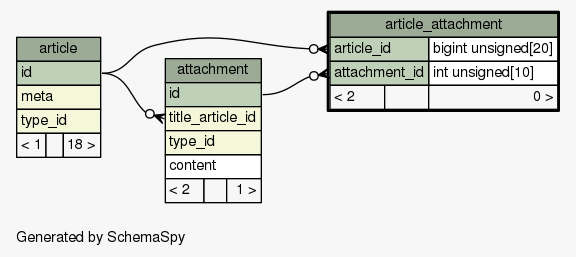 article
id
meta
type_id
< 1 18 >
attachment
id
title_article_id
type_id
content
< 2 1 >
article_attachment
article_id bigint unsigned[20]
attachment_id int unsigned[10]
< 2 0 >
Generated by SchemaSpy